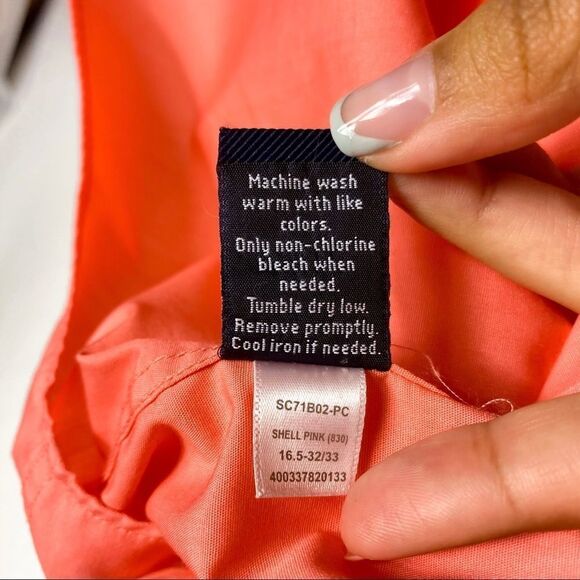 Machine wash
warm with like
colors.
Only non-chlorine
bleach when
needed.
Tumble dry low.
Remove promptly.
Cool iron if needed.
SC71B02-PC
SHELL PINK (830)
16.5-32/33
400337820133